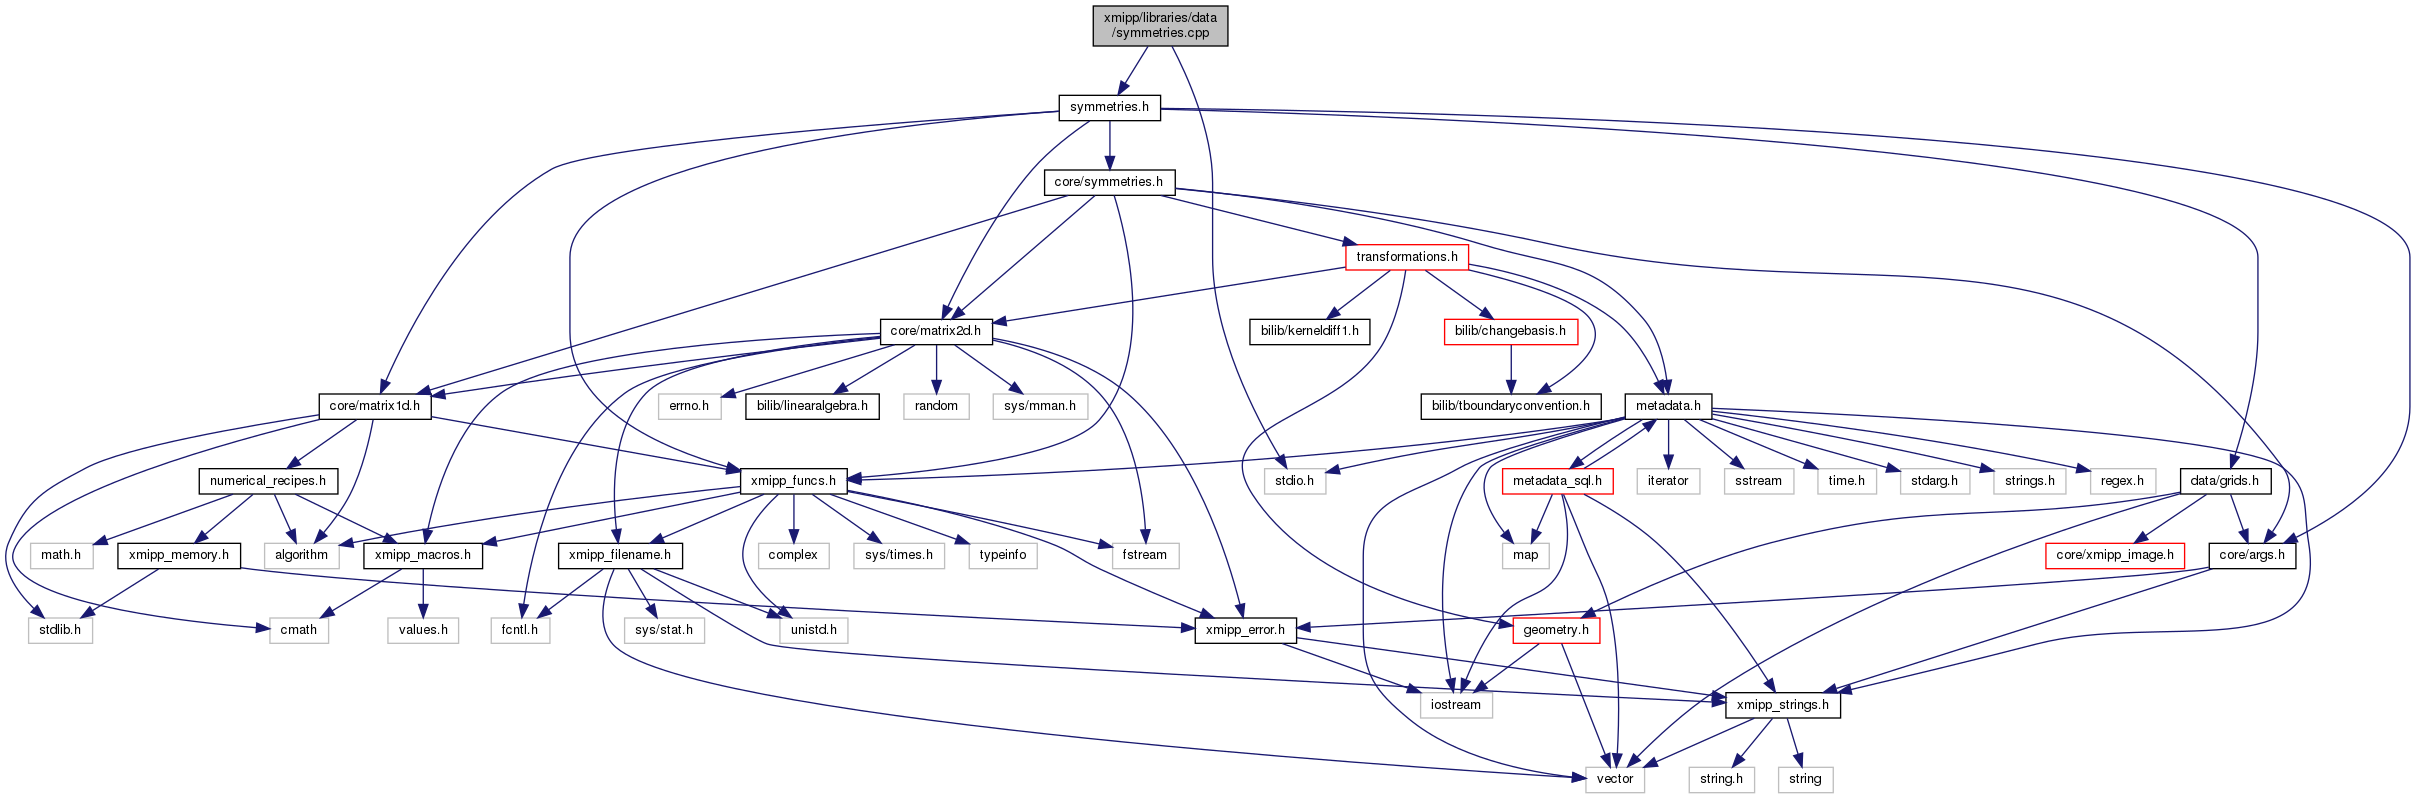 xmipp/libraries/data
/symmetries.cpp
symmetries.h
core/symmetries.h
transformations.h
core/matrix2d.h
bilib/kerneldiff1.h
bilib/changebasis.h
core/matrix1d.h
errno.h
bilib/linearalgebra.h
random
sys/mman.h
bilib/tboundaryconvention.h
metadata.h
numerical_recipes.h
xmipp_funcs.h
stdio.h
metadata_sql.h
iterator
sstream
time.h
stdarg.h
strings.h
regex.h
data/grids.h
math.h
xmipp_memory.h
algorithm
xmipp_macros.h
xmipp_filename.h
complex
sys/times.h
typeinfo
fstream
map
core/xmipp_image.h
core/args.h
stdlib.h
cmath
values.h
fcntl.h
sys/stat.h
unistd.h
xmipp_error.h
geometry.h
iostream
xmipp_strings.h
vector
string.h
string